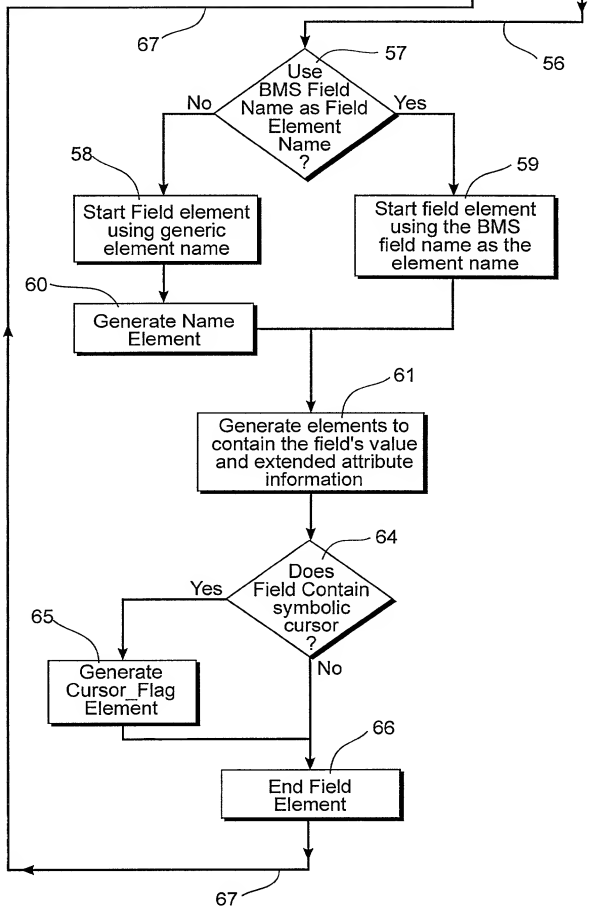 67
56
57
Use
BMS Field
Name as Field
Element
Name
?
No
Yes
58
Start Field element
using generic
element name
59
Start field element
using the BMS
field name as the
element name
60
Generate Name
Element
61
Generate elements to
contain the field's value
and extended attribute
information
64
Does
Field Contain
symbolic
cursor
?
Yes
No
65
Generate
Cursor_Flag
Element
66
End Field
Element
67